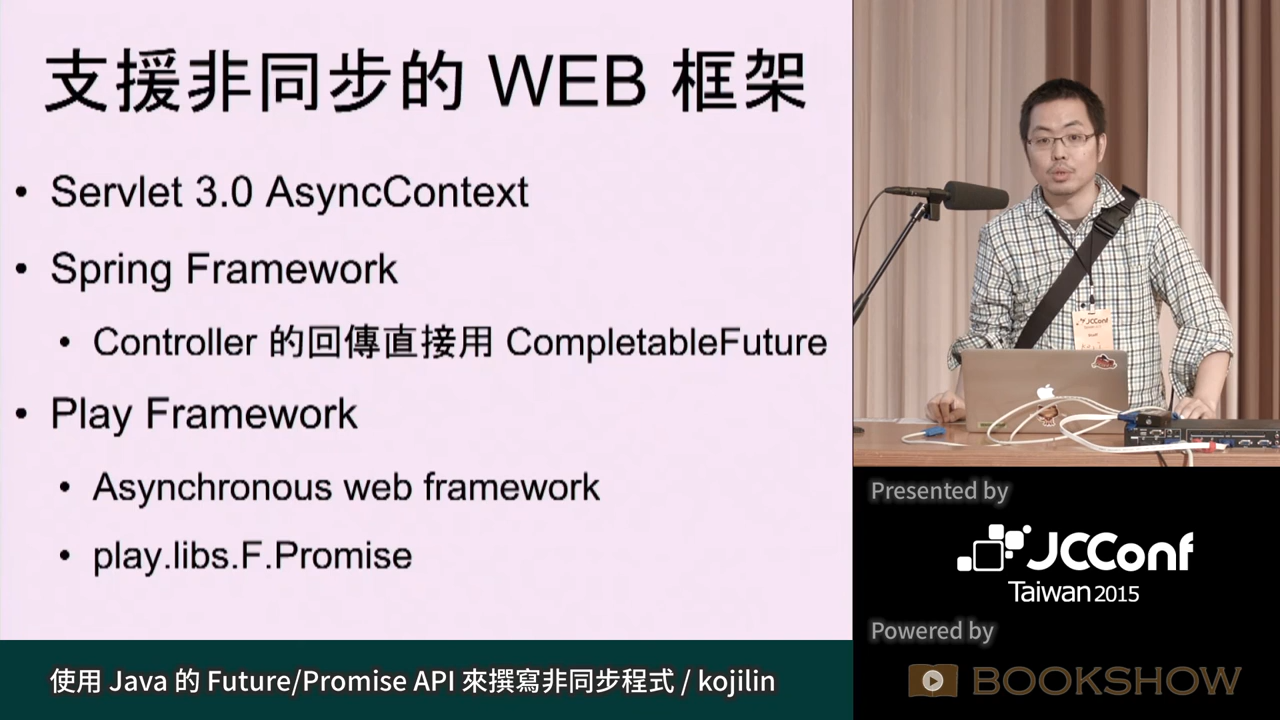 支援非同步的 WEB 框架
• Servlet 3.0 AsyncContext
• Spring Framework
• Controller 的回傳直接用 CompletableFuture
• Play Framework
• Asynchronous web framework
• play.libs.F.Promise
使用 Java 的 Future/Promise API 來撰寫非同步程式 / kojilin
JCConf
Presented by
JCConf
Taiwan 2015
Powered by
BOOKSHOW